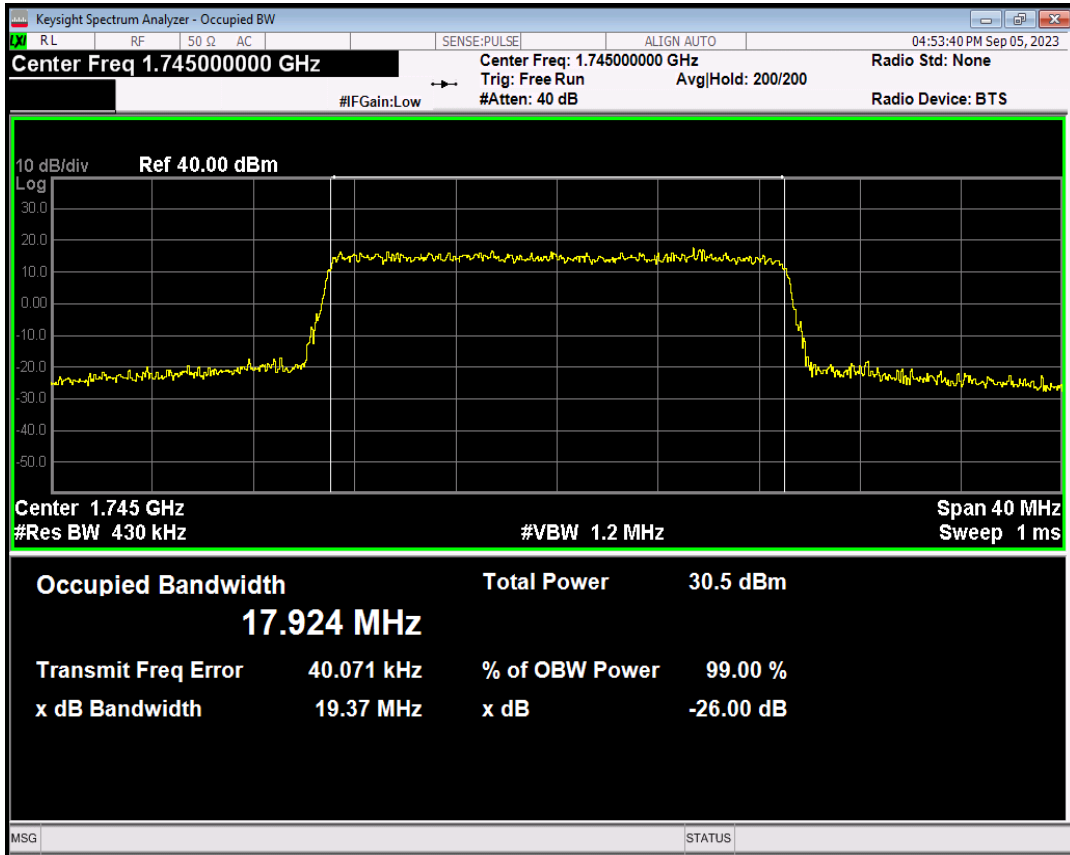 Keysight Spectrum Analyzer - Occupied BW
LXI RL RF 50 Ω AC SENSE:PULSE ALIGN AUTO 04:53:40 PM Sep 05, 2023
Center Freq 1.745000000 GHz Center Freq: 1.745000000 GHz Radio Std: None
Trig: Free Run Avg|Hold: 200/200
#IFGain:Low #Atten: 40 dB Radio Device: BTS
10 dB/div Ref 40.00 dBm
Log
30.0
20.0
10.0
0.00
-10.0
-20.0
-30.0
-40.0
-50.0
Center 1.745 GHz Span 40 MHz
#Res BW 430 kHz #VBW 1.2 MHz Sweep 1 ms
Occupied Bandwidth Total Power 30.5 dBm
17.924 MHz
Transmit Freq Error 40.071 kHz % of OBW Power 99.00 %
x dB Bandwidth 19.37 MHz x dB -26.00 dB
MSG STATUS